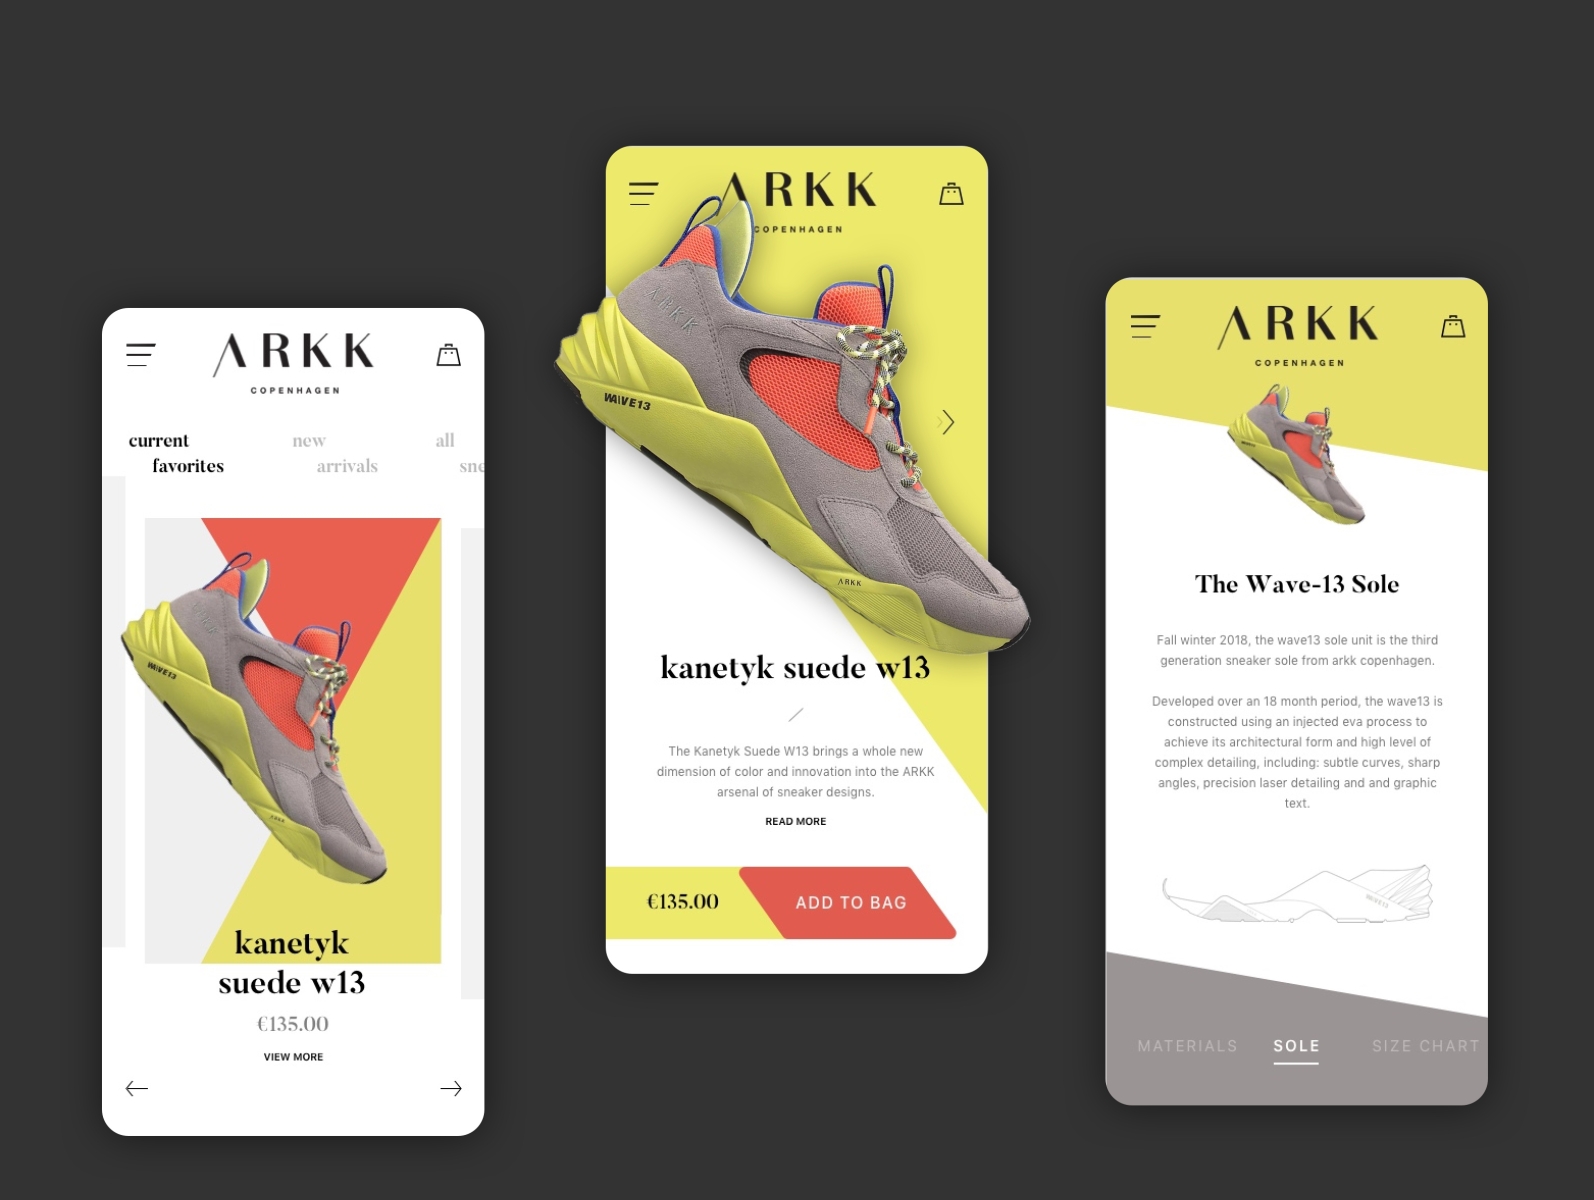 ARKK
COPENHAGEN
current
favorites
new
arrivals
all
sne
ARKK
WAVE13
ARKK
kanetyk
suede w13
€135.00
VIEW MORE
ARKK
COPENHAGEN
ARKK
WAVE13
ARKK
kanetyk suede w13
The Kanetyk Suede W13 brings a whole new
dimension of color and innovation into the ARKK
arsenal of sneaker designs.
READ MORE
€135.00
ADD TO BAG
ARKK
COPENHAGEN
The Wave-13 Sole
Fall winter 2018, the wave13 sole unit is the third
generation sneaker sole from arkk copenhagen.
Developed over an 18 month period, the wave13 is
constructed using an injected eva process to
achieve its architectural form and high level of
complex detailing, including: subtle curves, sharp
angles, precision laser detailing and and graphic
text.
WAVE13
MATERIALS
SOLE
SIZE CHART